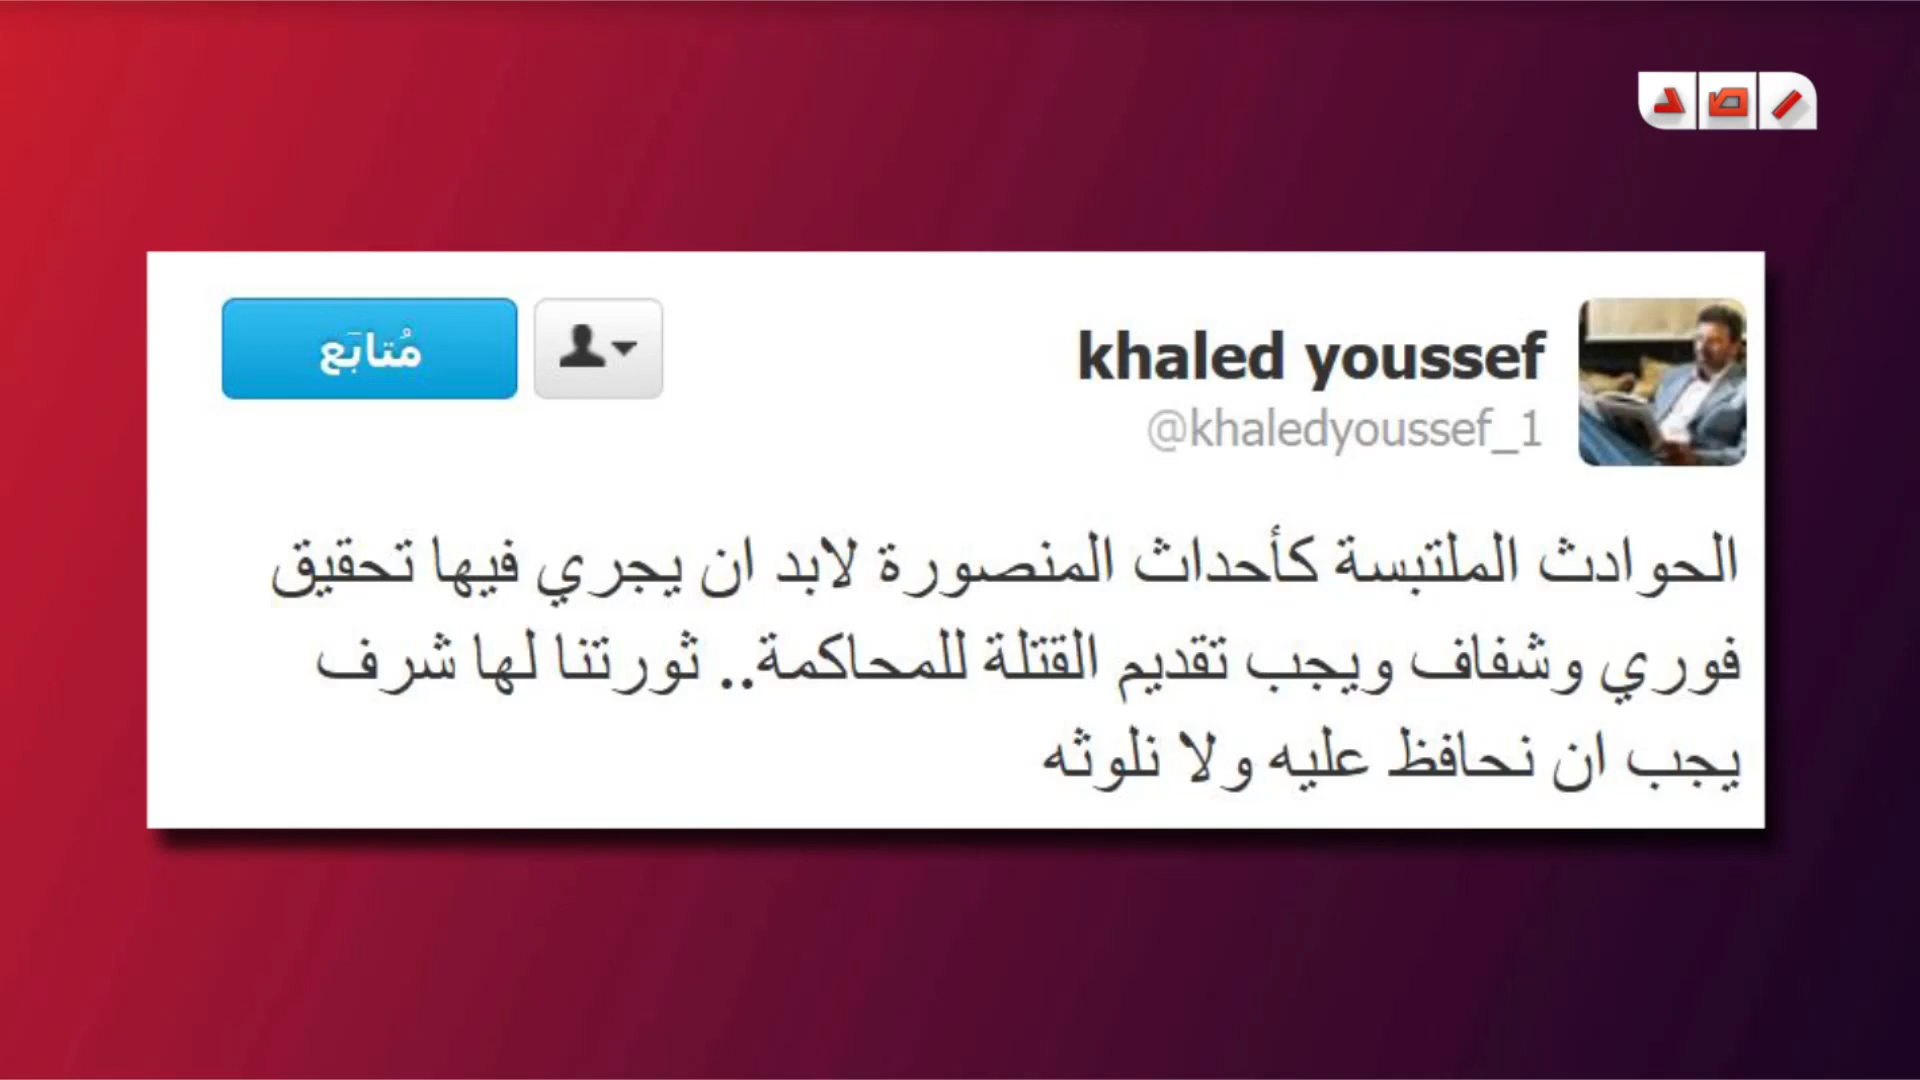 رصد
khaled youssef
@khaledyoussef_1
مُتابَع
الحوادث الملتبسة كأحداث المنصورة لابد ان يجري فيها تحقيق
فوري وشفاف ويجب تقديم القتلة للمحاكمة.. ثورتنا لها شرف
يجب ان نحافظ عليه ولا نلوثه